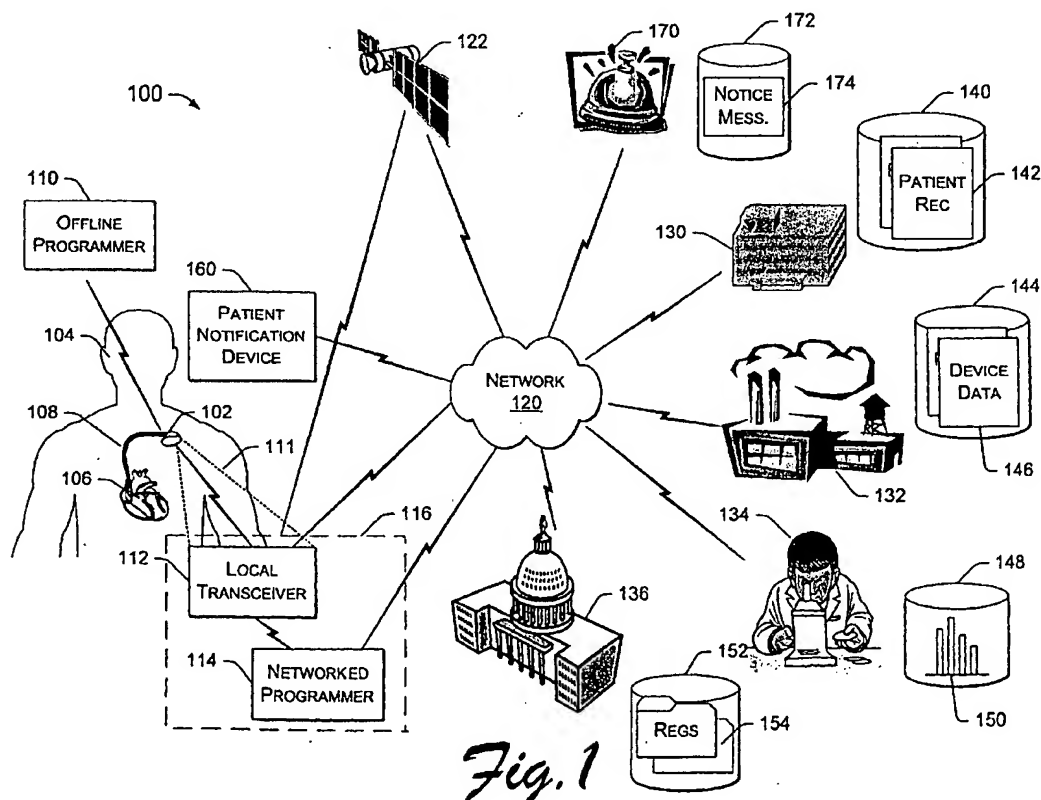 100
122
170
172
NOTICE
MESS.
174
140
PATIENT
REC
142
110
OFFLINE
PROGRAMMER
130
160
PATIENT
NOTIFICATION
DEVICE
144
DEVICE
DATA
146
104
108
102
111
106
NETWORK
120
132
116
112
LOCAL
TRANSCEIVER
134
148
136
114
NETWORKED
PROGRAMMER
152
REGS
154
150
Fig. 1